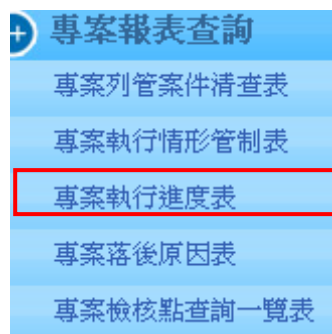 專案報表查詢
專案列管案件清查表
專案執行情形管制表
專案執行進度表
專案落後原因表
專案檢核點查詢一覽表